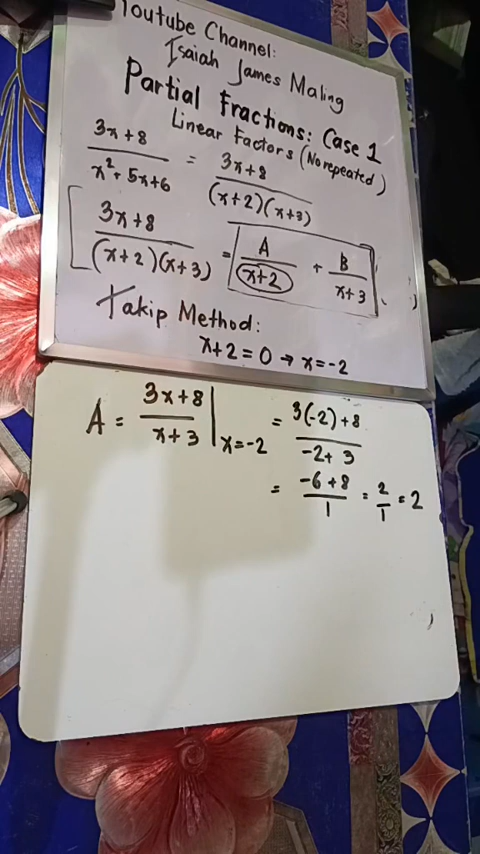 Youtube Channel:
Isaiah James Maling
Partial Fractions: Case 1
Linear Factors (No repeated)
3x+8 / x²+5x+6 = 3x+8 / (x+2)(x+3)
[ 3x+8 / (x+2)(x+3) = A / (x+2) + B / x+3 ]
Takip Method:
x+2=0 → x=-2
A = 3x+8 / x+3 | x=-2 = 3(-2)+8 / -2+3
= -6+8 / 1 = 2/1 = 2